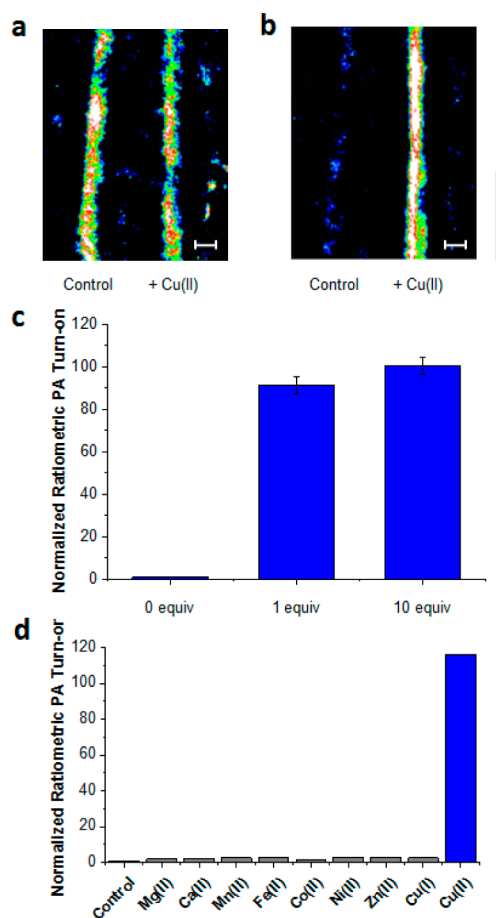 a
b
Control + Cu(II)
Control + Cu(II)
c
Normalized Ratiometric PA Turn-on
120
100
80
60
40
20
0
0 equiv 1 equiv 10 equiv
d
Normalized Ratiometric PA Turn-or
120
100
80
60
40
20
0
Control Mg(II) Ca(II) Mn(II) Fe(II) Co(II) Ni(II) Zn(II) Cu(I) Cu(II)